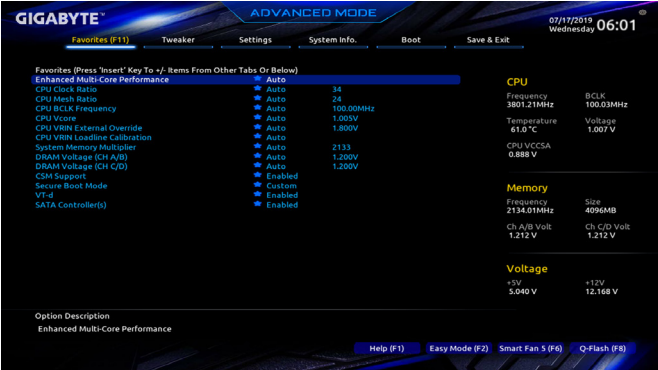 GIGABYTE™
ADVANCED MODE
07/17/2019
Wednesday 06:01
Favorites (F11) Tweaker Settings System Info. Boot Save & Exit
Favorites (Press 'Insert' Key To +/- Items From Other Tabs Or Below)
Enhanced Multi-Core Performance ★ Auto
CPU Clock Ratio ★ Auto 34
CPU Mesh Ratio ★ Auto 24
CPU BCLK Frequency ★ Auto 100.00MHz
CPU Vcore ★ Auto 1.005V
CPU VRIN External Override ★ Auto 1.800V
CPU VRIN Loadline Calibration ★ Auto
System Memory Multiplier ★ Auto 2133
DRAM Voltage (CH A/B) ★ Auto 1.200V
DRAM Voltage (CH C/D) ★ Auto 1.200V
CSM Support ★ Enabled
Secure Boot Mode ★ Custom
VT-d ★ Enabled
SATA Controller(s) ★ Enabled
CPU
Frequency BCLK
3801.21MHz 100.03MHz
Temperature Voltage
61.0 °C 1.007 V
CPU VCCSA
0.888 V
Memory
Frequency Size
2134.01MHz 4096MB
Ch A/B Volt Ch C/D Volt
1.212 V 1.212 V
Voltage
+5V +12V
5.040 V 12.168 V
Option Description
Enhanced Multi-Core Performance
Help (F1) Easy Mode (F2) Smart Fan 5 (F6) Q-Flash (F8)